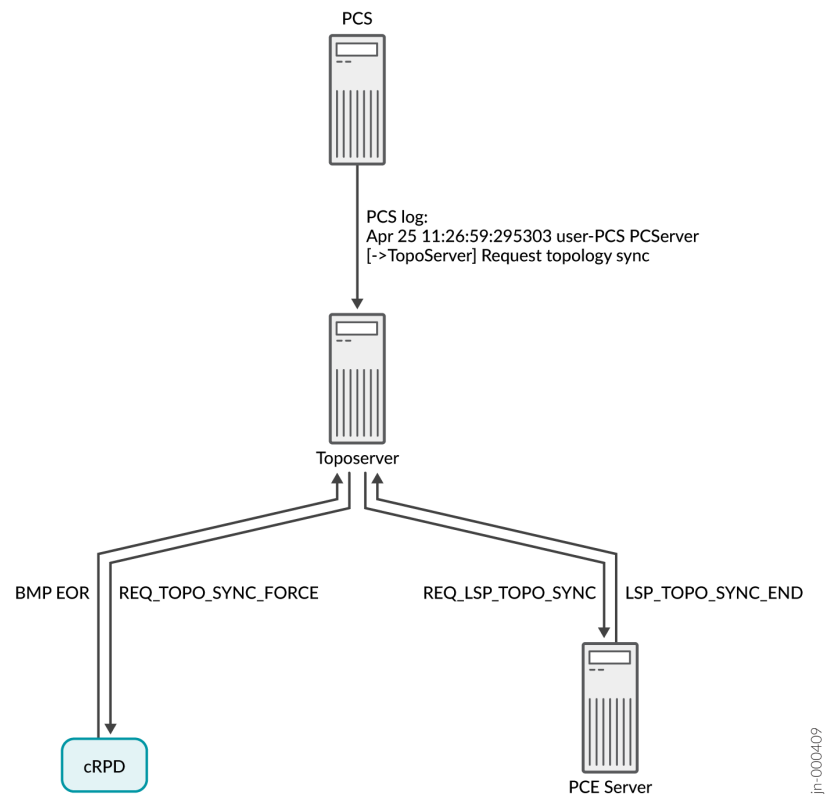 PCS
PCS log:
Apr 25 11:26:59:295303 user-PCS PCServer
[->TopoServer] Request topology sync
Toposerver
BMP EOR
REQ_TOPO_SYNC_FORCE
REQ_LSP_TOPO_SYNC
LSP_TOPO_SYNC_END
cRPD
PCE Server
jn-000409